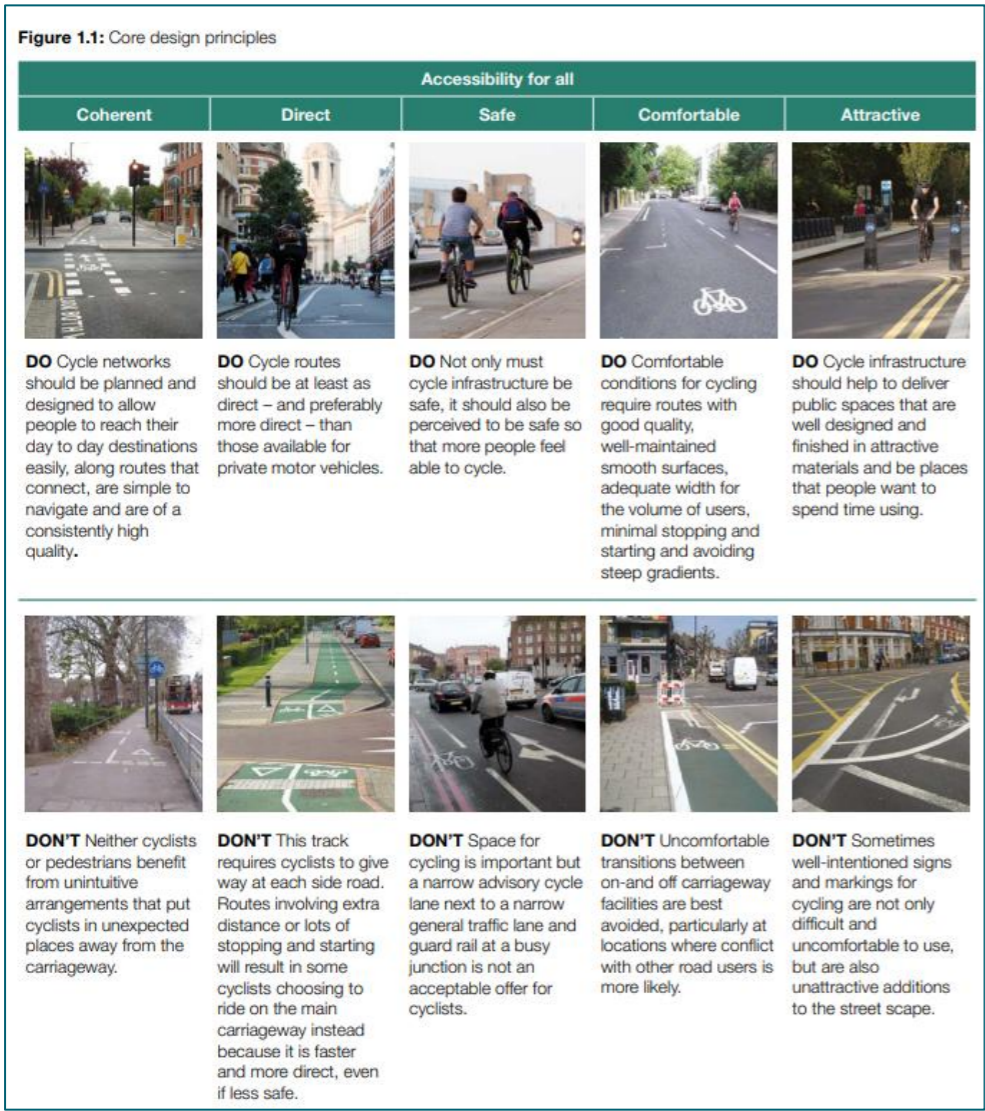 Figure 1.1: Core design principles
Accessibility for all
Coherent
Direct
Safe
Comfortable
Attractive
DO Cycle networks
should be planned and
designed to allow
people to reach their
day to day destinations
easily, along routes that
connect, are simple to
navigate and are of a
consistently high
quality.
DO Cycle routes
should be at least as
direct – and preferably
more direct – than
those available for
private motor vehicles.
DO Not only must
cycle infrastructure be
safe, it should also be
perceived to be safe so
that more people feel
able to cycle.
DO Comfortable
conditions for cycling
require routes with
good quality,
well-maintained
smooth surfaces,
adequate width for
the volume of users,
minimal stopping and
starting and avoiding
steep gradients.
DO Cycle infrastructure
should help to deliver
public spaces that are
well designed and
finished in attractive
materials and be places
that people want to
spend time using.
DON'T Neither cyclists
or pedestrians benefit
from unintuitive
arrangements that put
cyclists in unexpected
places away from the
carriageway.
DON'T This track
requires cyclists to give
way at each side road.
Routes involving extra
distance or lots of
stopping and starting
will result in some
cyclists choosing to
ride on the main
carriageway instead
because it is faster
and more direct, even
if less safe.
DON'T Space for
cycling is important but
a narrow advisory cycle
lane next to a narrow
general traffic lane and
guard rail at a busy
junction is not an
acceptable offer for
cyclists.
DON'T Uncomfortable
transitions between
on-and off carriageway
facilities are best
avoided, particularly at
locations where conflict
with other road users is
more likely.
DON'T Sometimes
well-intentioned signs
and markings for
cycling are not only
difficult and
uncomfortable to use,
but are also
unattractive additions
to the street scape.